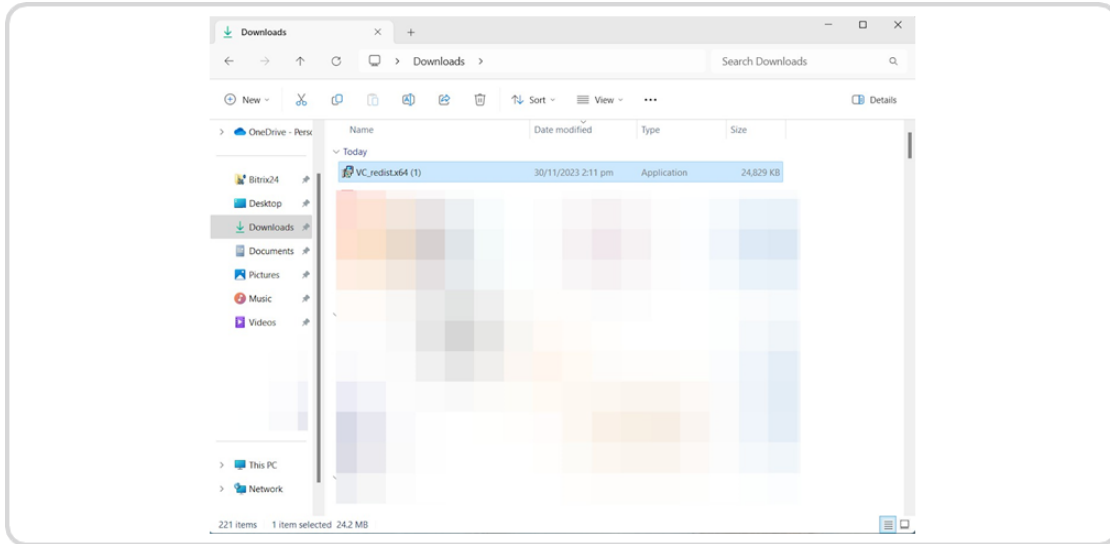 Downloads
Downloads
Search Downloads
New
Sort
View
Details
OneDrive - Perso
Name
Date modified
Type
Size
Today
VC_redist.x64 (1)
30/11/2023 2:11 pm
Application
24,829 KB
Bitrix24
Desktop
Downloads
Documents
Pictures
Music
Videos
This PC
Network
221 items
1 item selected 24.2 MB